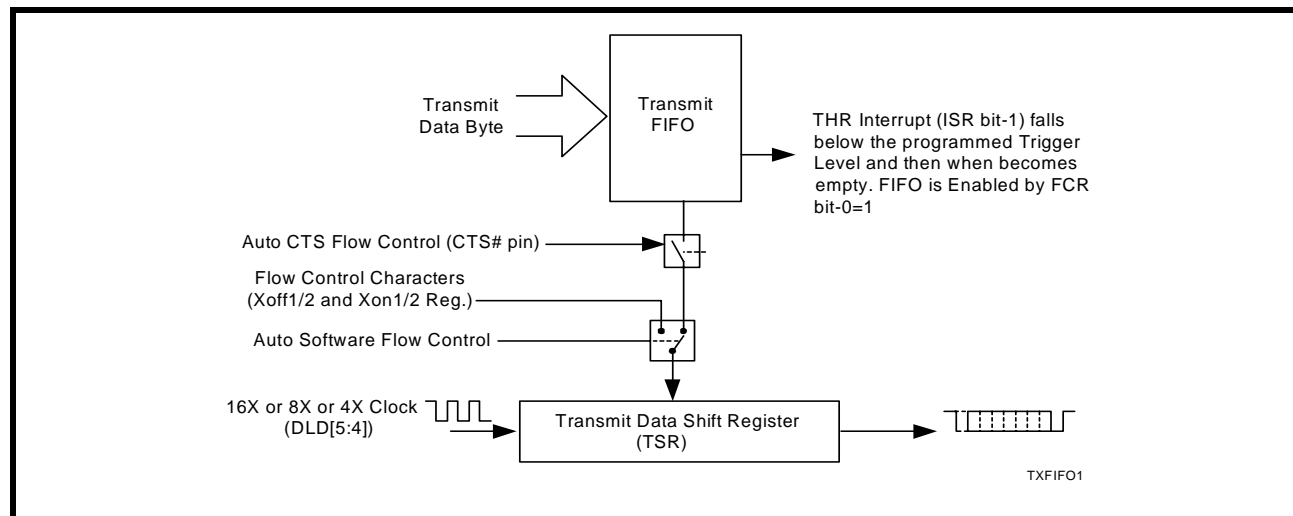 Transmit
Data Byte
Transmit
FIFO
THR Interrupt (ISR bit-1) falls
below the programmed Trigger
Level and then when becomes
empty. FIFO is Enabled by FCR
bit-0=1
Auto CTS Flow Control (CTS# pin)
Flow Control Characters
(Xoff1/2 and Xon1/2 Reg.)
Auto Software Flow Control
16X or 8X or 4X Clock
(DLD[5:4])
Transmit Data Shift Register
(TSR)
TXFIFO1